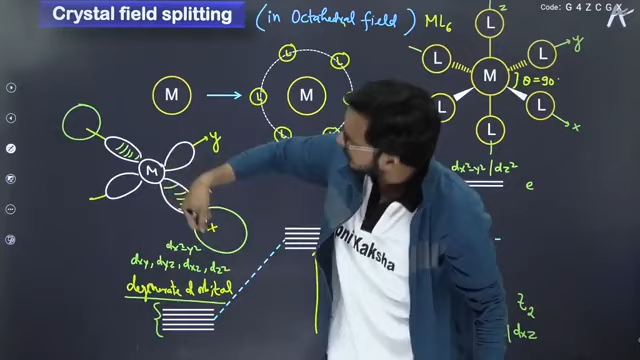 Crystal field splitting
(in Octahedral field) ML6
Code: G 4 Z C G X
z
L
L
L
M
M
M
L
L
y
θ = 90°
L
L
L
L
x
L
L
L
M
y
x
dx²-y² / dz²
e
dx²-y²
dxy, dyz, dxz, dz²
degenerate d orbital
t2
/dxz